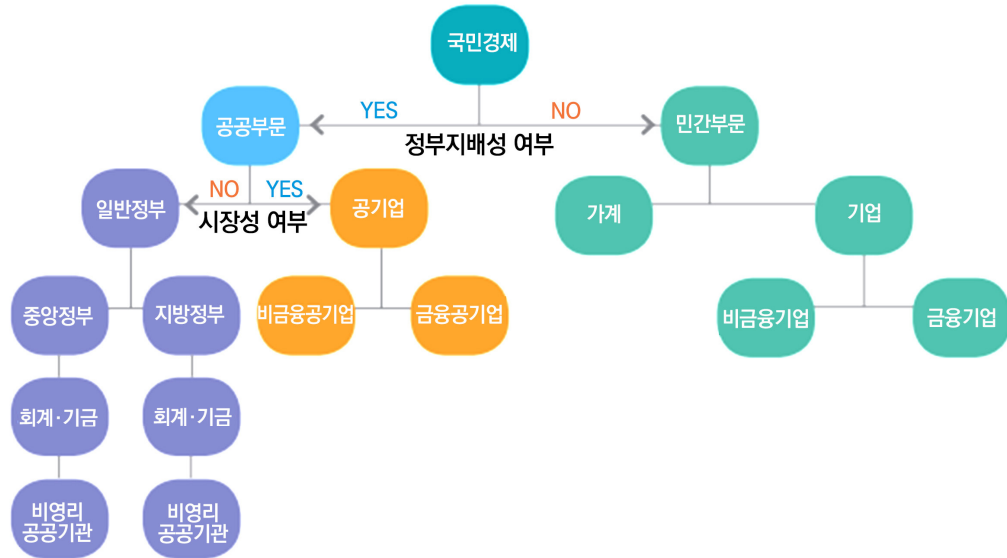 국민경제
YES
NO
공공부문
민간부문
정부지배성 여부
NO
YES
일반정부
공기업
가계
기업
시장성 여부
중앙정부
지방정부
비금융공기업
금융공기업
비금융기업
금융기업
회계·기금
회계·기금
비영리
공공기관
비영리
공공기관